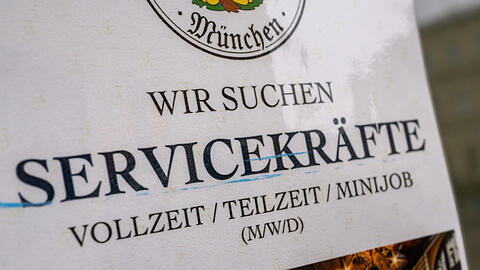 München
WIR SUCHEN
SERVICEKRÄFTE
VOLLZEIT / TEILZEIT / MINIJOB
(M/W/D)